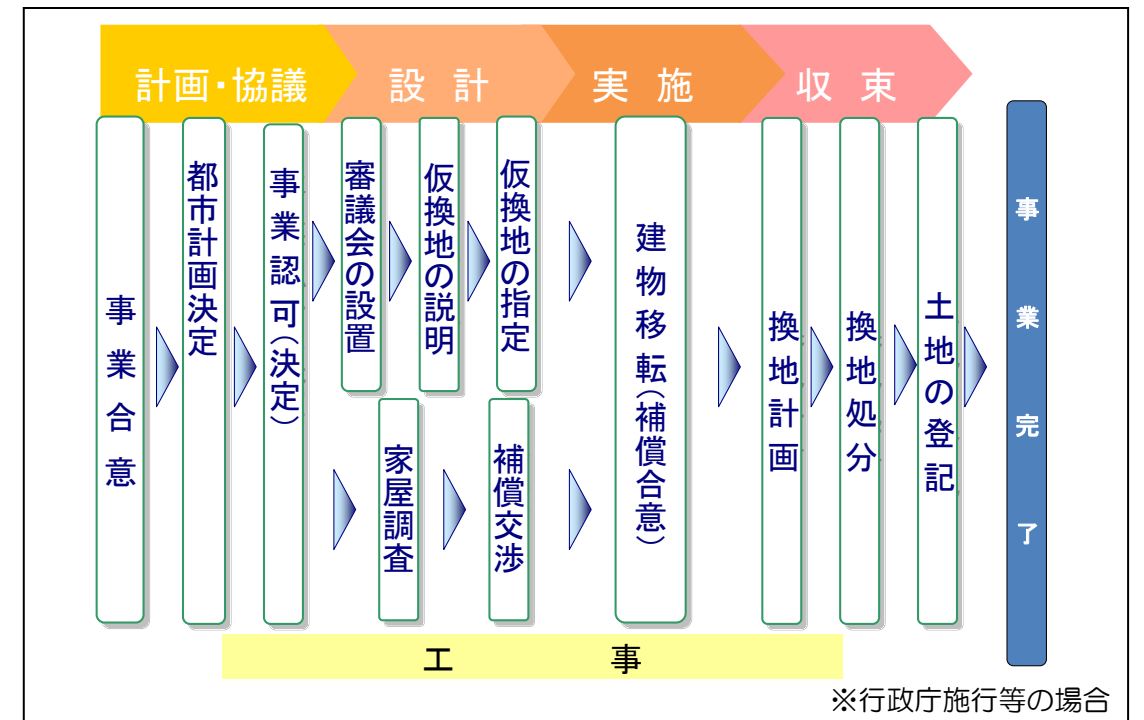 計画・協議
設計
実施
収束
事業合意
都市計画決定
事業認可(決定)
審議会の設置
仮換地の説明
仮換地の指定
家屋調査
補償交渉
建物移転(補償合意)
換地計画
換地処分
土地の登記
事業完了
工事
※行政庁施行等の場合